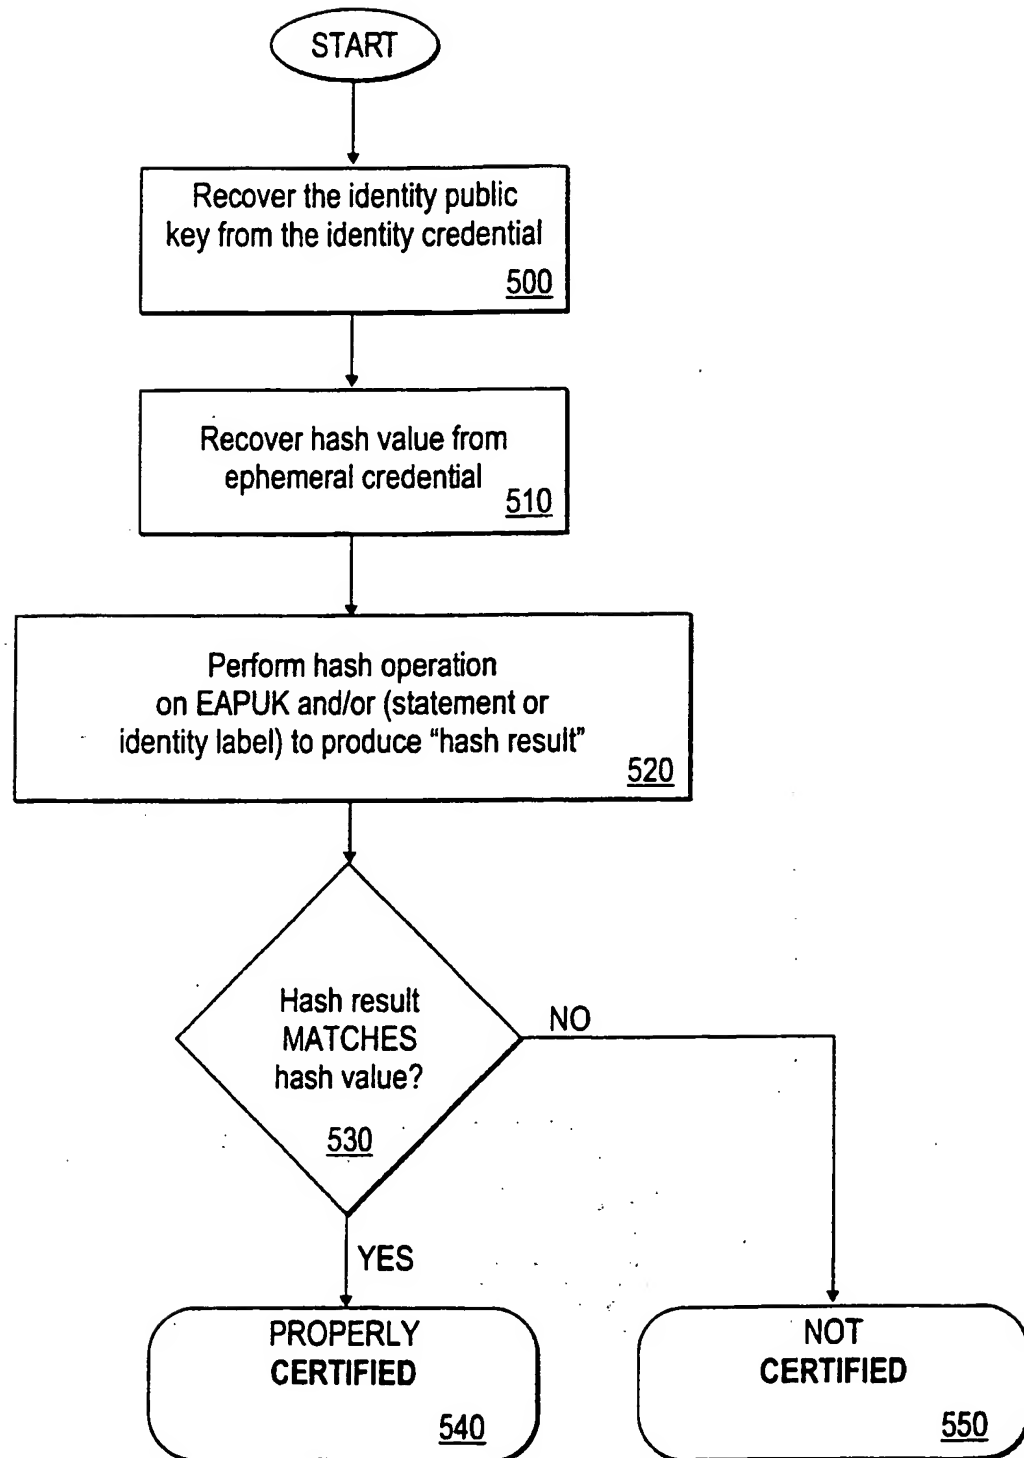 START
Recover the identity public
key from the identity credential
500
Recover hash value from
ephemeral credential
510
Perform hash operation
on EAPUK and/or (statement or
identity label) to produce “hash result”
520
Hash result
MATCHES
hash value?
530
NO
YES
PROPERLY
CERTIFIED
540
NOT
CERTIFIED
550